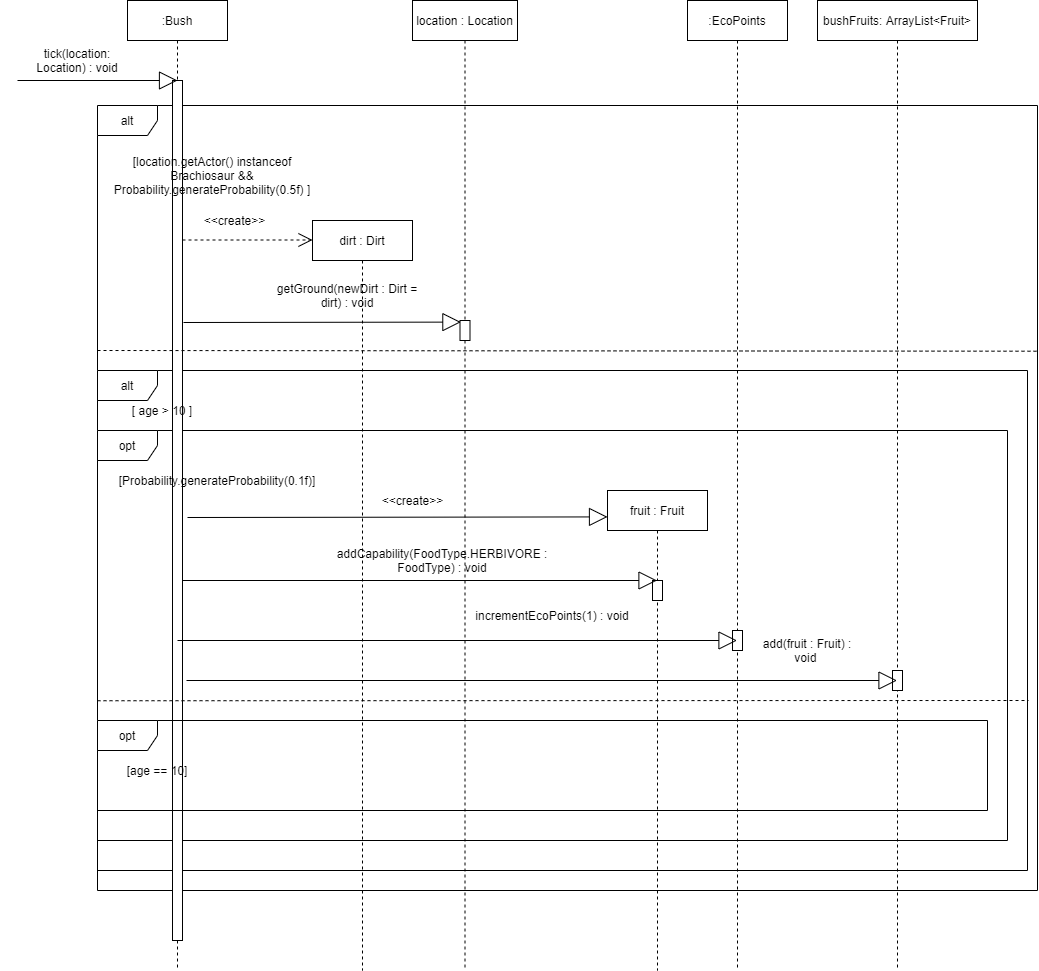 :Bush
location : Location
:EcoPoints
bushFruits: ArrayList<Fruit>
tick(location:
Location) : void
alt
[location.getActor() instanceof
Brachiosaur &&
Probability.generateProbability(0.5f) ]
<<create>>
dirt : Dirt
getGround(newDirt : Dirt =
dirt) : void
alt
[ age > 10 ]
opt
[Probability.generateProbability(0.1f)]
<<create>>
fruit : Fruit
addCapability(FoodType.HERBIVORE :
FoodType) : void
incrementEcoPoints(1) : void
add(fruit : Fruit) :
void
opt
[age == 10]